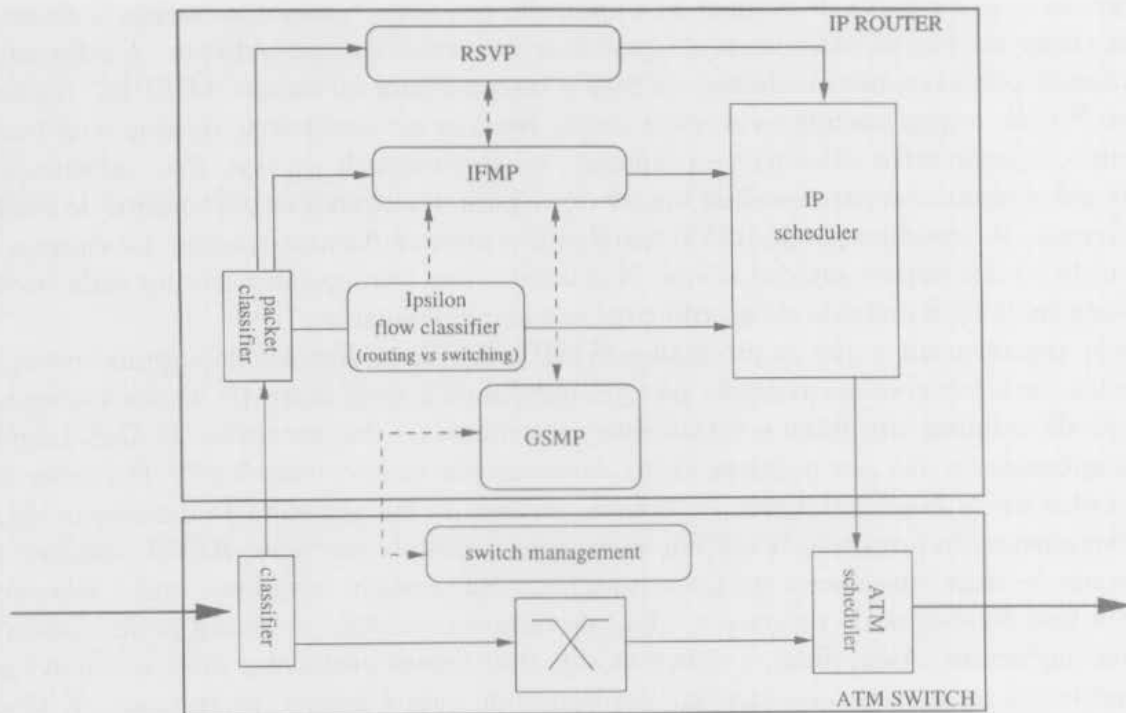 IP ROUTER
RSVP
IFMP
IP
scheduler
packet
classifier
Ipsilon
flow classifier
(routing vs switching)
GSMP
switch management
classifier
ATM
scheduler
ATM SWITCH